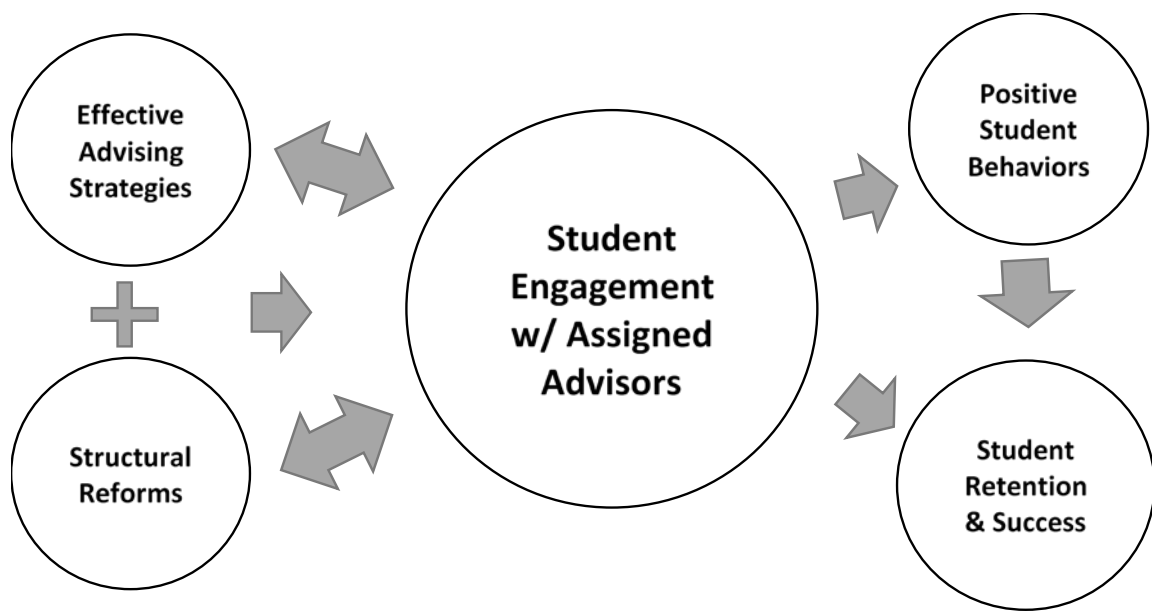 Effective
Advising
Strategies
Structural
Reforms
Student
Engagement
w/ Assigned
Advisors
Positive
Student
Behaviors
Student
Retention
& Success